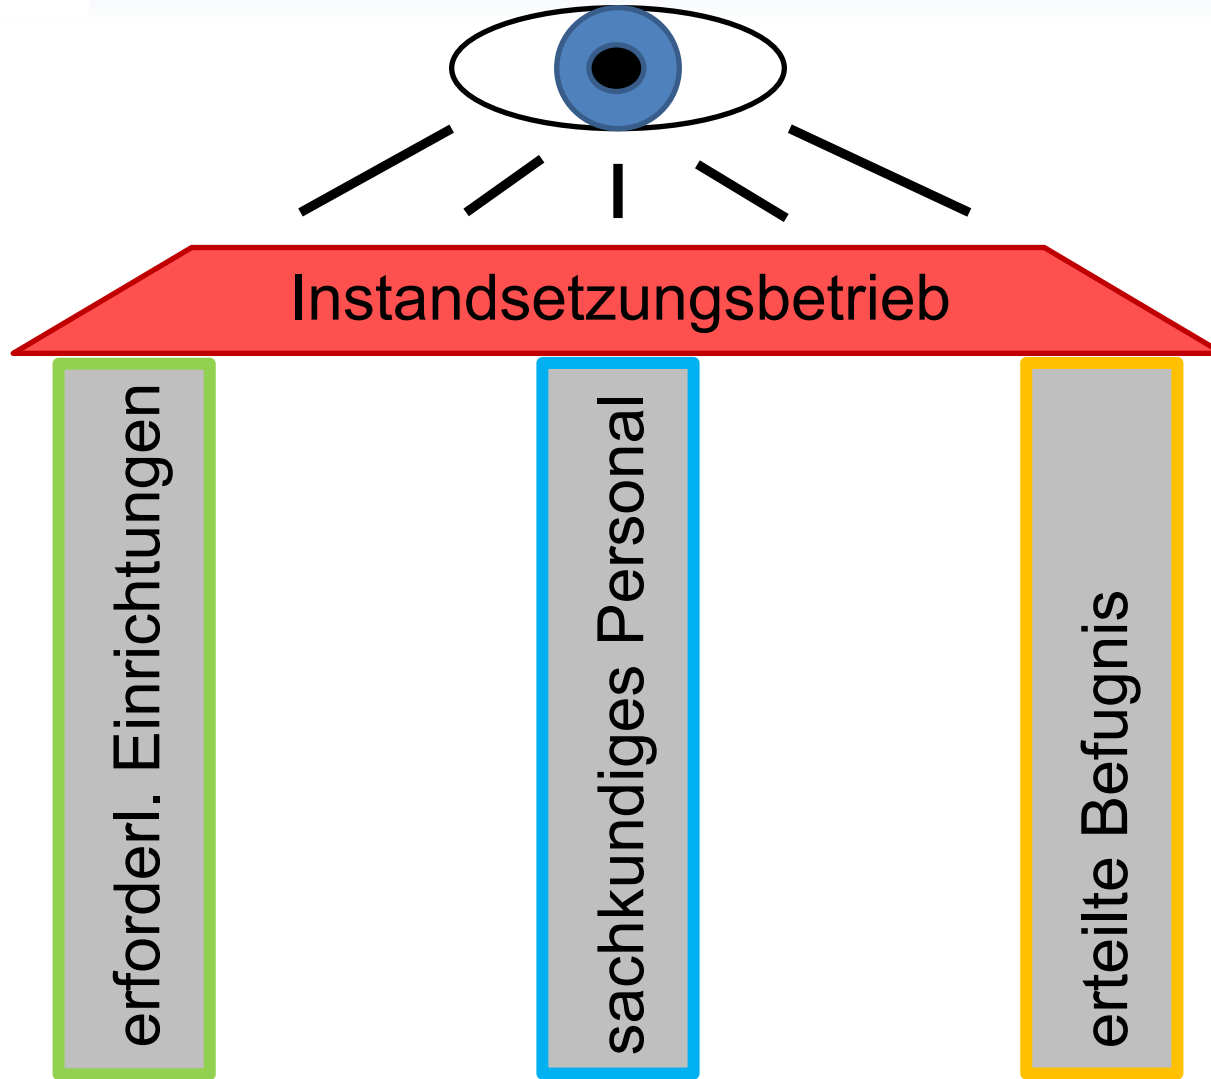 Instandsetzungsbetrieb
erforderl. Einrichtungen
sachkundiges Personal
erteilte Befugnis